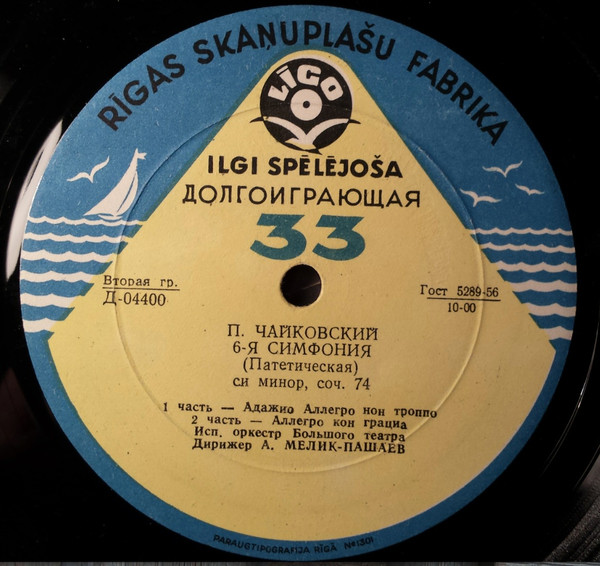 RĪGAS SKAŅUPLAŠU FABRIKA
LĪGO
IĻGI SPĒLĒJOŠA
ДОЛГОИГРАЮЩАЯ
33
Вторая гр.
Д-04400
Гост 5289-56
10-00
П. ЧАЙКОВСКИЙ
6-Я СИМФОНИЯ
(Патетическая)
си минор, соч. 74
1 часть — Адажио Аллегро нон троппо
2 часть — Аллегро кон грациа
Исп. оркестр Большого театра
Дирижер А. МЕЛИК-ПАШАЕВ
PARAUGTIPOGRAFIJA RĪGĀ №1301